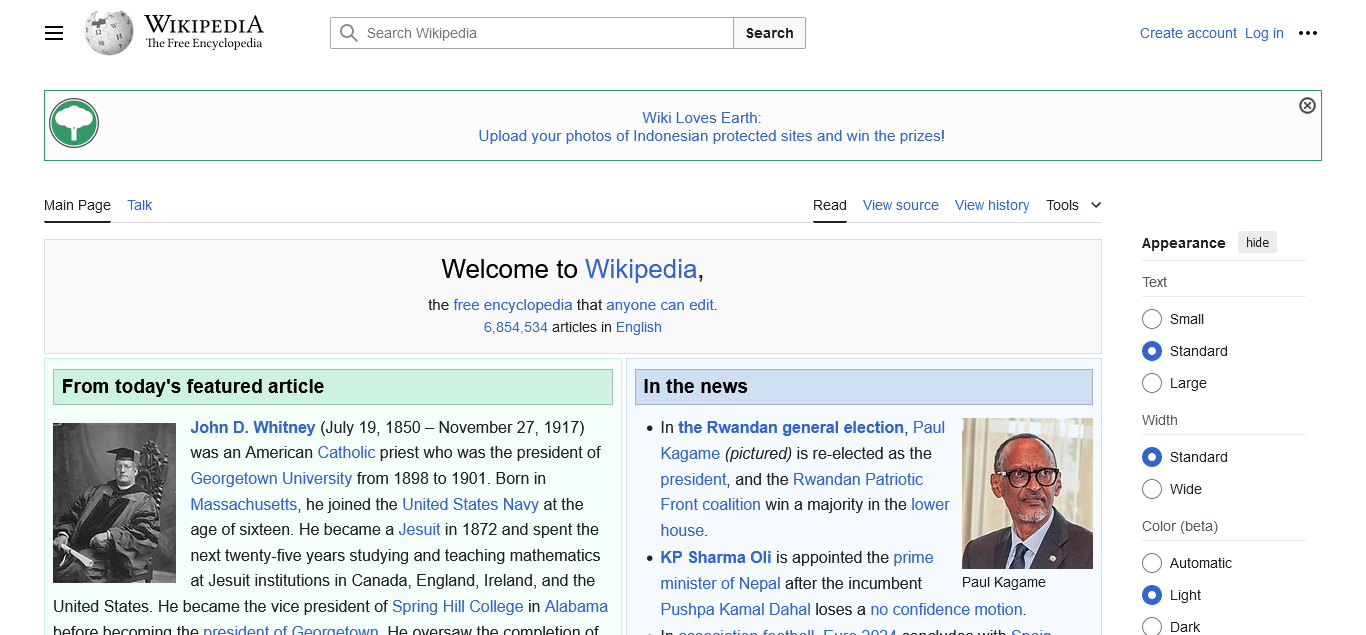 WIKIPEDIA
The Free Encyclopedia
Search Wikipedia
Search
Create account Log in
Wiki Loves Earth:
Upload your photos of Indonesian protected sites and win the prizes!
Main Page Talk
Read View source View history Tools
Welcome to Wikipedia,
the free encyclopedia that anyone can edit.
6,854,534 articles in English
From today's featured article
John D. Whitney (July 19, 1850 – November 27, 1917)
was an American Catholic priest who was the president of
Georgetown University from 1898 to 1901. Born in
Massachusetts, he joined the United States Navy at the
age of sixteen. He became a Jesuit in 1872 and spent the
next twenty-five years studying and teaching mathematics
at Jesuit institutions in Canada, England, Ireland, and the
United States. He became the vice president of Spring Hill College in Alabama
before becoming the president of Georgetown. He oversaw the completion of
In the news
• In the Rwandan general election, Paul
Kagame (pictured) is re-elected as the
president, and the Rwandan Patriotic
Front coalition win a majority in the lower
house.
• KP Sharma Oli is appointed the prime
minister of Nepal after the incumbent
Pushpa Kamal Dahal loses a no confidence motion.
• In association football, Euro 2024 concludes with Spain
Paul Kagame
Appearance hide
Text
Small
Standard
Large
Width
Standard
Wide
Color (beta)
Automatic
Light
Dark